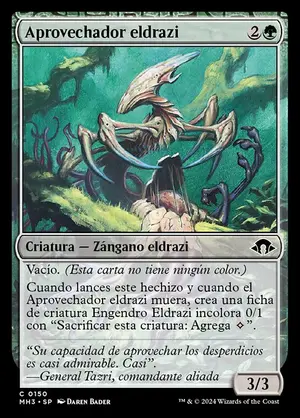 Aprovechador eldrazi 2
Criatura — Zángano eldrazi
Vacío. (Esta carta no tiene ningún color.)
Cuando lances este hechizo y cuando el
Aprovechador eldrazi muera, crea una ficha
de criatura Engendro Eldrazi incolora 0/1
con “Sacrificar esta criatura: Agrega ”.
“Su capacidad de aprovechar los desperdicios
es casi admirable. Casi”.
—General Tazri, comandante aliada
3/3
C 0150
MH3 • SP DAREN BADER
™ & © 2024 Wizards of the Coast